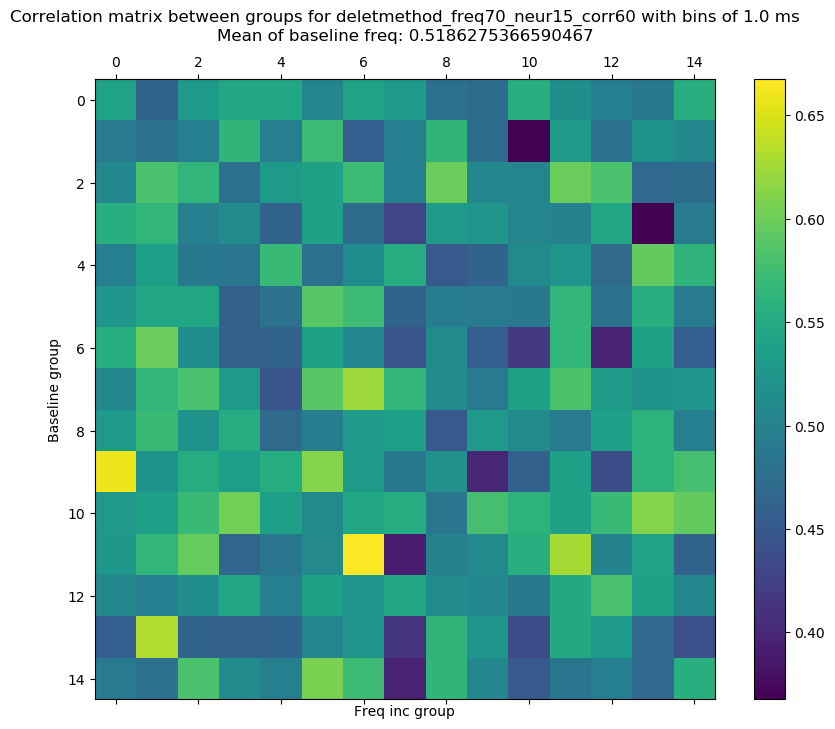 Correlation matrix between groups for deletmethod_freq70_neur15_corr60 with bins of 1.0 ms
Mean of baseline freq: 0.5186275366590467
0 2 4 6 8 10 12 14
0
2
4
6
8
10
12
14
Baseline group
Freq inc group
0.65
0.60
0.55
0.50
0.45
0.40